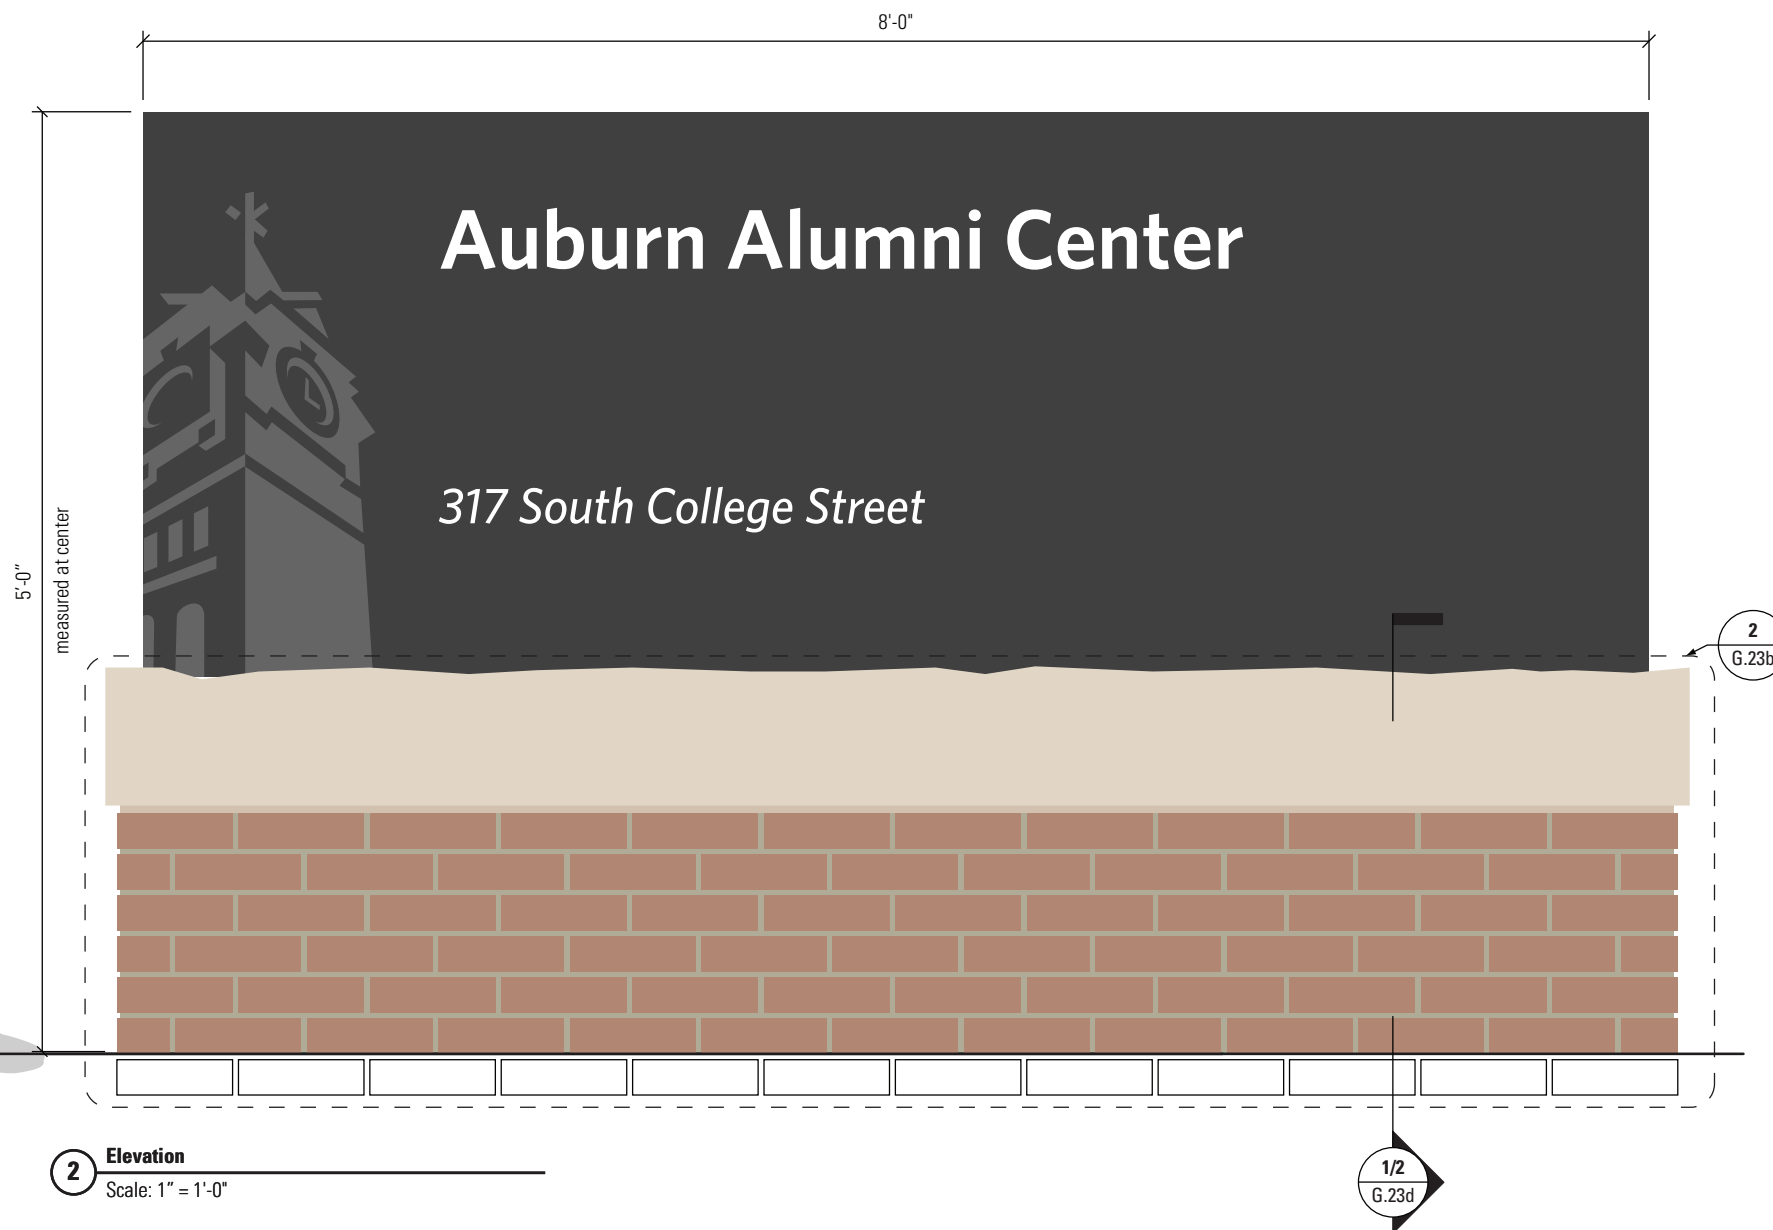 8'-0"
Auburn Alumni Center
317 South College Street
5'-0”
measured at center
2
G.23b
2
Elevation
Scale: 1” = 1'-0"
1/2
G.23d